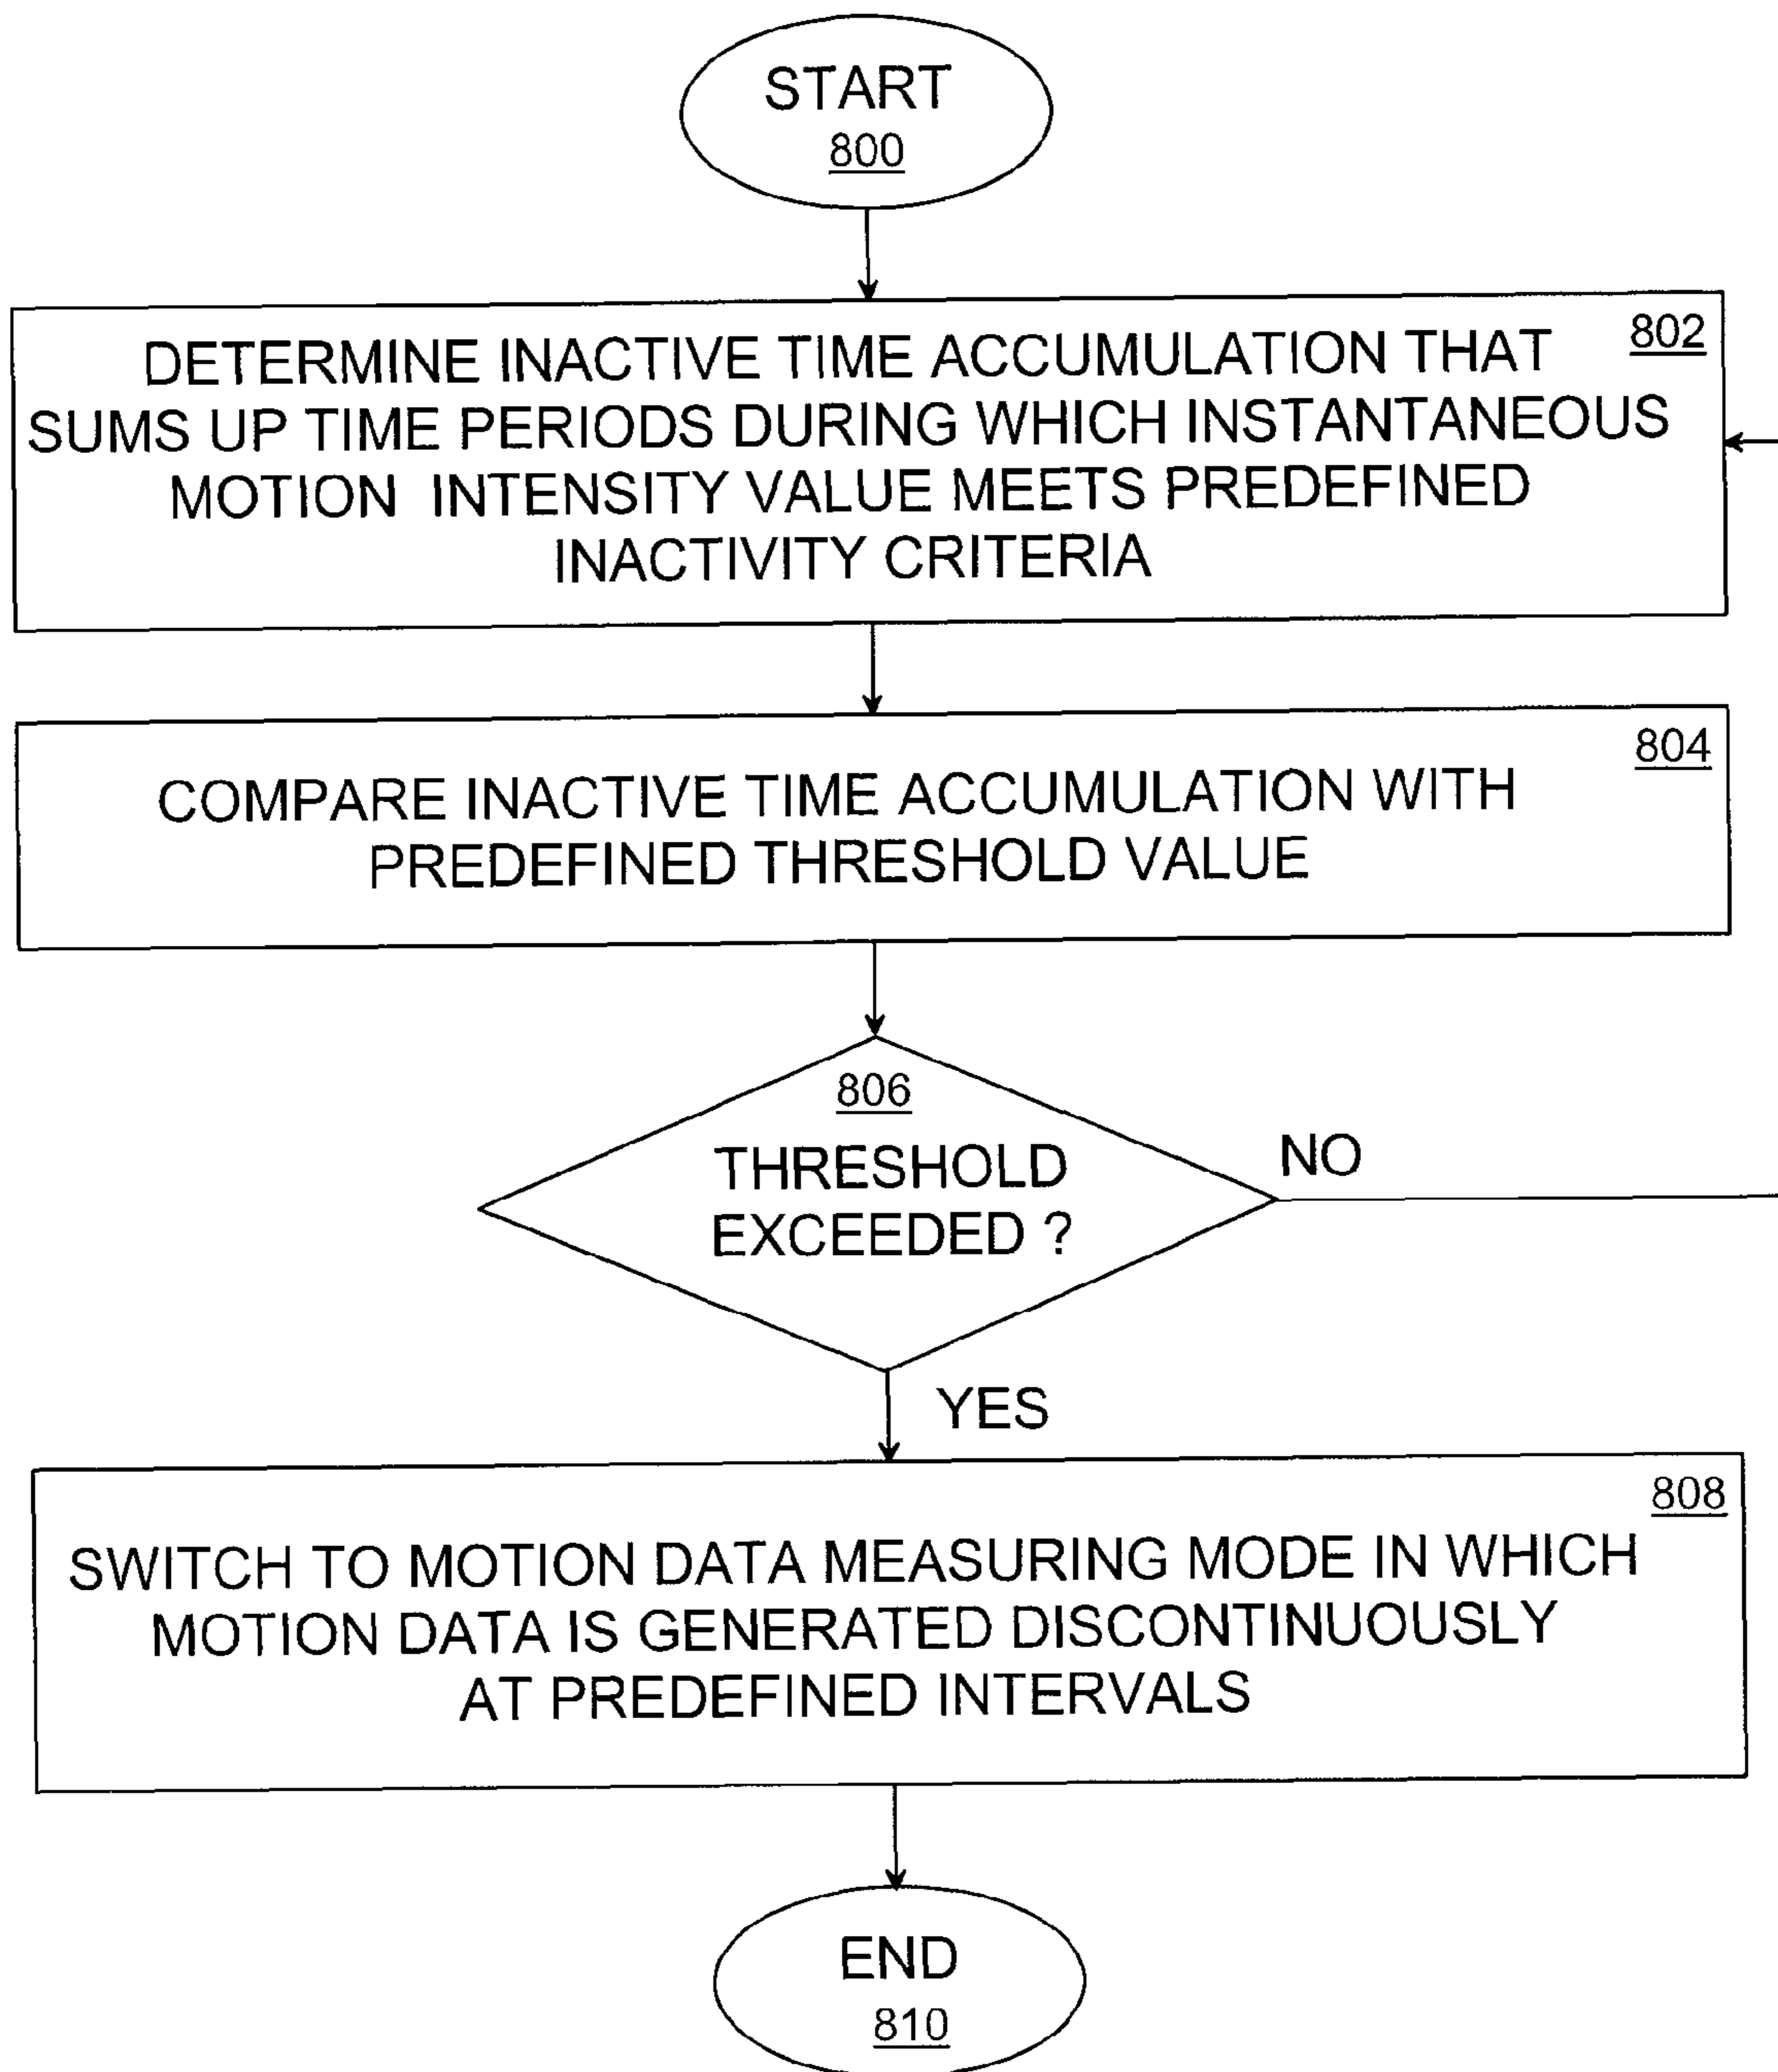 START
800
802
DETERMINE INACTIVE TIME ACCUMULATION THAT
SUMS UP TIME PERIODS DURING WHICH INSTANTANEOUS
MOTION INTENSITY VALUE MEETS PREDEFINED
INACTIVITY CRITERIA
804
COMPARE INACTIVE TIME ACCUMULATION WITH
PREDEFINED THRESHOLD VALUE
806
THRESHOLD
EXCEEDED ?
NO
YES
808
SWITCH TO MOTION DATA MEASURING MODE IN WHICH
MOTION DATA IS GENERATED DISCONTINUOUSLY
AT PREDEFINED INTERVALS
END
810